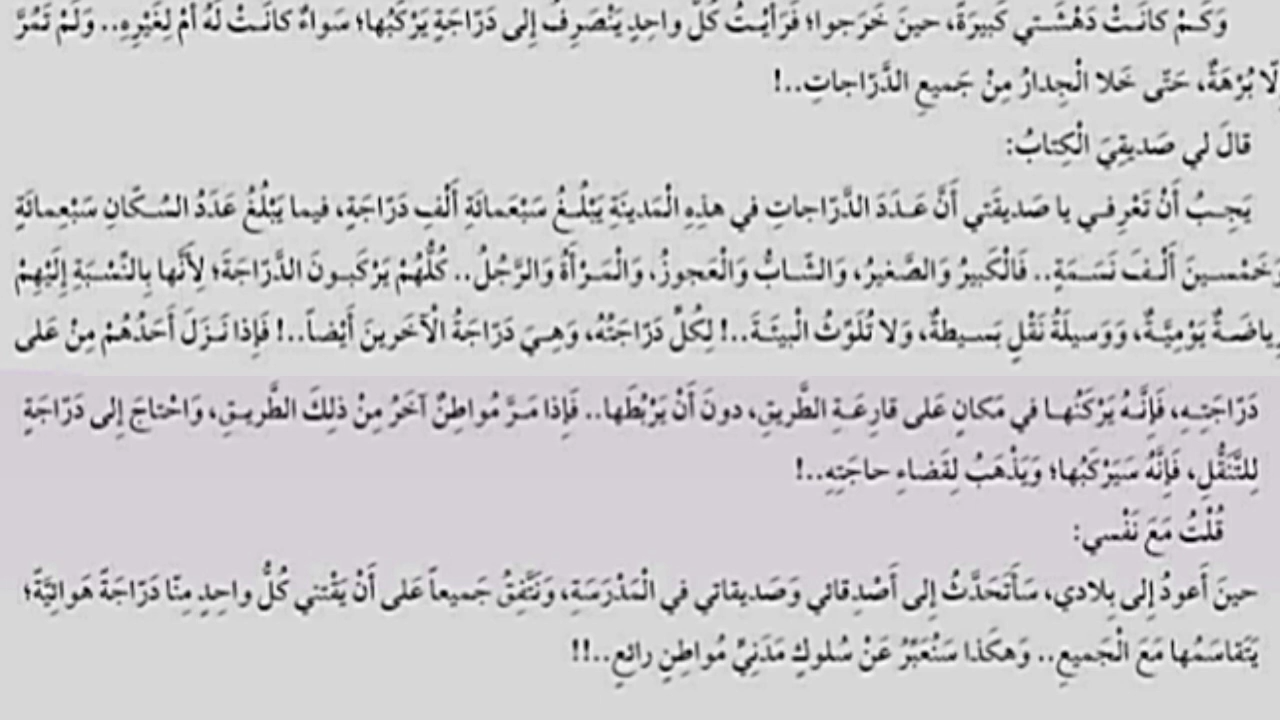 وَكَمْ كانَتْ دَهْشَتي كَبيرَةً، حينَ خَرَجوا؛ فَرَأَيْتُ كُلَّ واحِدٍ يَنْصَرِفُ إِلى دَرّاجَةٍ يَرْكَبُها؛ سَواءٌ كانَتْ لَهُ أَمْ لِغَيْرِهِ.. وَلَمْ تَمُرَّ
إِلّا بُرْهَةٌ، حَتّى خَلا الْجِدارُ مِنْ جَميعِ الدَّرّاجاتِ..!
قالَ لي صَديقِيَ الْكِتابُ:
يَجِبُ أَنْ تَعْرِفي يا صَديقَتي أَنَّ عَدَدَ الدَّرّاجاتِ في هذِهِ الْمَدينَةِ يَبْلُغُ سَبْعَمائَةِ أَلْفِ دَرّاجَةٍ، فيما يَبْلُغُ عَدَدُ السُّكّانِ سَبْعِمائَةٍ
وَخَمْسينَ أَلْفَ نَسَمَةٍ.. فَالْكَبيرُ وَالصَّغيرُ، وَالشّابُّ وَالْعَجوزُ، وَالْمَرْأَةُ وَالرَّجُلُ.. كُلُّهُمْ يَرْكَبونَ الدَّرّاجَةَ؛ لِأَنَّها بِالنِّسْبَةِ إِلَيْهِمْ
رِياضَةٌ يَوْمِيَّةٌ، وَوَسيلَةُ نَقْلٍ بَسيطَةٌ، وَلا تُلَوِّثُ الْبيئَةَ..! لِكُلٍّ دَرّاجَتُهُ، وَهِيَ دَرّاجَةُ الْآخَرينَ أَيْضاً..! فَإِذا نَزَلَ أَحَدُهُمْ مِنْ عَلى
دَرّاجَتِهِ، فَإِنَّهُ يَرْكُنُها في مَكانٍ عَلى قارِعَةِ الطَّريقِ، دونَ أَنْ يَرْبُطَها.. فَإِذا مَرَّ مُواطِنٌ آخَرُ مِنْ ذلِكَ الطَّريقِ، وَاحْتاجَ إِلى دَرّاجَةٍ
لِلتَّنَقُّلِ، فَإِنَّهُ سَيَرْكَبُها؛ وَيَذْهَبُ لِقَضاءِ حاجَتِهِ..!
قُلْتُ مَعَ نَفْسي:
حينَ أَعودُ إِلى بِلادي، سَأَتَحَدَّثُ إِلى أَصْدِقائي وَصَديقاتي في الْمَدْرَسَةِ، وَنَتَّفِقُ جَميعاً عَلى أَنْ يَقْتَني كُلُّ واحِدٍ مِنّا دَرّاجَةً هَوائِيَّةً؛
يَتَقاسَمُها مَعَ الْجَميعِ.. وَهكَذا سَنُعَبِّرُ عَنْ سُلوكٍ مَدَنِيٍّ مُواطِنٍ رائِعٍ..!!